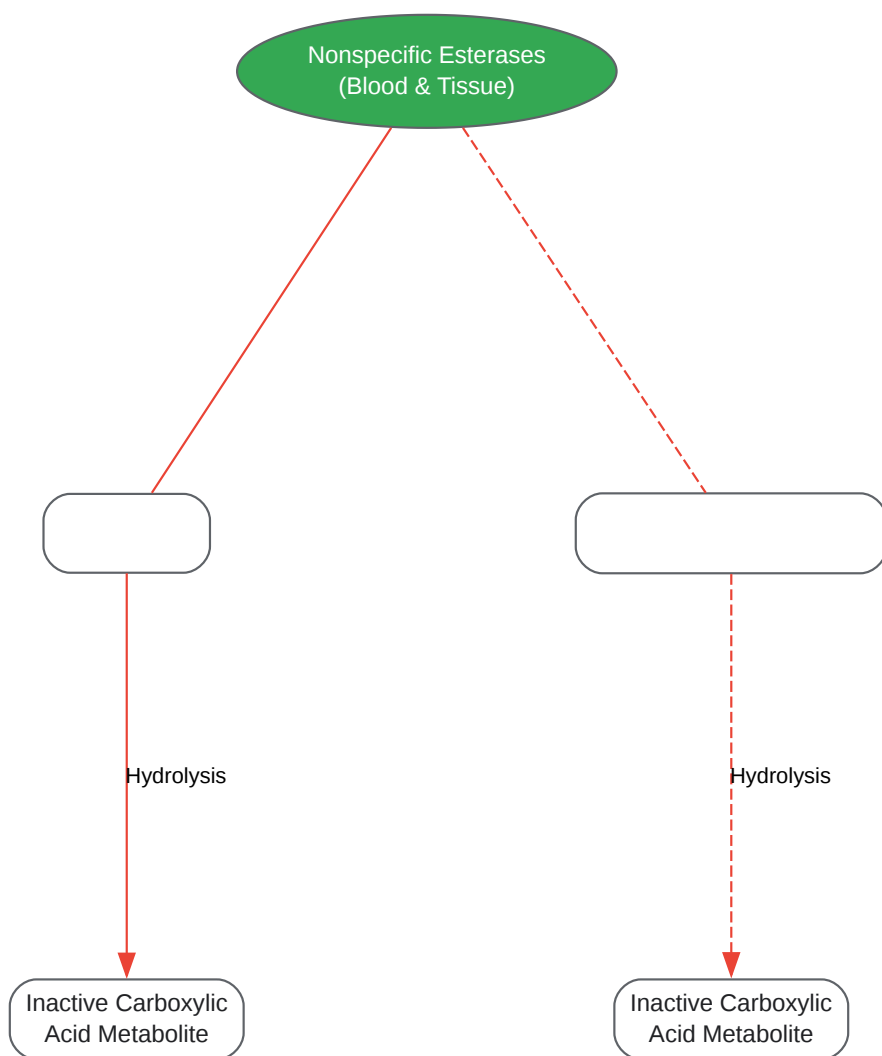 Nonspecific Esterases
(Blood & Tissue)
Hydrolysis
Hydrolysis
Inactive Carboxylic
Acid Metabolite
Inactive Carboxylic
Acid Metabolite